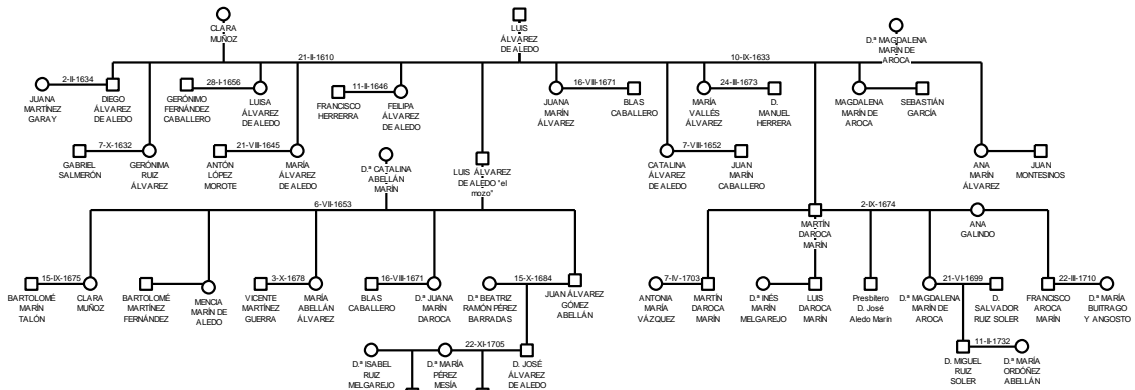 CLARA
MUÑOZ
LUIS
ÁLVAREZ
DE ALEDO
D.ª MAGDALENA
MARÍN DE
AROCA
21-II-1610
10-IX-1633
2-II-1634
JUANA
MARTÍNEZ
GARAY
DIEGO
ÁLVAREZ
DE ALEDO
28-I-1656
GERÓNIMO
FERNÁNDEZ
CABALLERO
LUISA
ÁLVAREZ
DE ALEDO
11-II-1646
FRANCISCO
HERRERRA
FEILIPA
ÁLVAREZ
DE ALEDO
16-VIII-1671
JUANA
MARÍN
ÁLVAREZ
BLAS
CABALLERO
24-III-1673
MARÍA
VALLÉS
ÁLVAREZ
D.
MANUEL
HERRERA
MAGDALENA
MARÍN DE
AROCA
SEBASTIÁN
GARCÍA
7-X-1632
GABRIEL
SALMERÓN
GERÓNIMA
RUIZ
ÁLVAREZ
21-VIII-1645
ANTÓN
LÓPEZ
MOROTE
MARÍA
ÁLVAREZ
DE ALEDO
D.ª CATALINA
ABELLÁN
MARÍN
LUIS ÁLVAREZ
DE ALEDO "el
mozo"
7-VIII-1652
CATALINA
ÁLVAREZ
DE ALEDO
JUAN
MARÍN
CABALLERO
ANA
MARÍN
ÁLVAREZ
JUAN
MONTESINOS
6-VII-1653
2-IX-1674
MARTÍN
DAROCA
MARÍN
ANA
GALINDO
15-IX-1675
BARTOLOMÉ
MARÍN
TALÓN
CLARA
MUÑOZ
BARTOLOMÉ
MARTÍNEZ
FERNÁNDEZ
MENCIA
MARÍN DE
ALEDO
3-X-1678
VICENTE
MARTÍNEZ
GUERRA
MARÍA
ABELLÁN
ÁLVAREZ
16-VIII-1671
BLAS
CABALLERO
D.ª JUANA
MARÍN
DAROCA
15-X-1684
D.ª BEATRIZ
RAMÓN PÉREZ
BARRADAS
JUAN ÁLVAREZ
GÓMEZ
ABELLÁN
7-IV-1703
ANTONIA
MARÍA
VÁZQUEZ
MARTÍN
DAROCA
MARÍN
D.ª INÉS
MARÍN
MELGAREJO
LUIS
DAROCA
MARÍN
Presbítero
D. José
Aledo Marín
21-VI-1699
D.ª MAGDALENA
MARÍN DE
AROCA
D.
SALVADOR
RUIZ SOLER
22-III-1710
FRANCISCO
AROCA
MARÍN
D.ª MARÍA
BUITRAGO
Y ANGOSTO
22-XI-1705
D.ª ISABEL
RUIZ
MELGAREJO
D.ª MARÍA
PÉREZ
MESÍA
D. JOSÉ
ÁLVAREZ
DE ALEDO
11-II-1732
D. MIGUEL
RUIZ
SOLER
D.ª MARÍA
ORDÓÑEZ
ABELLÁN